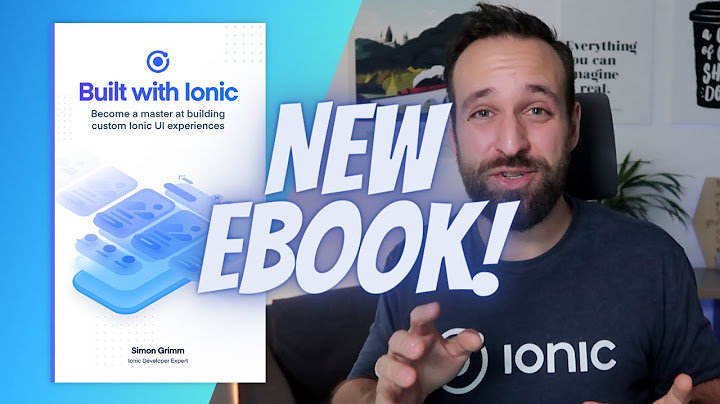 Built with Ionic
Become a master at building
custom Ionic UI experiences
Simon Grimm
Ionic Developer Expert
NEW
EBOOK!
Everything
you can
imagine
real.
IONIC